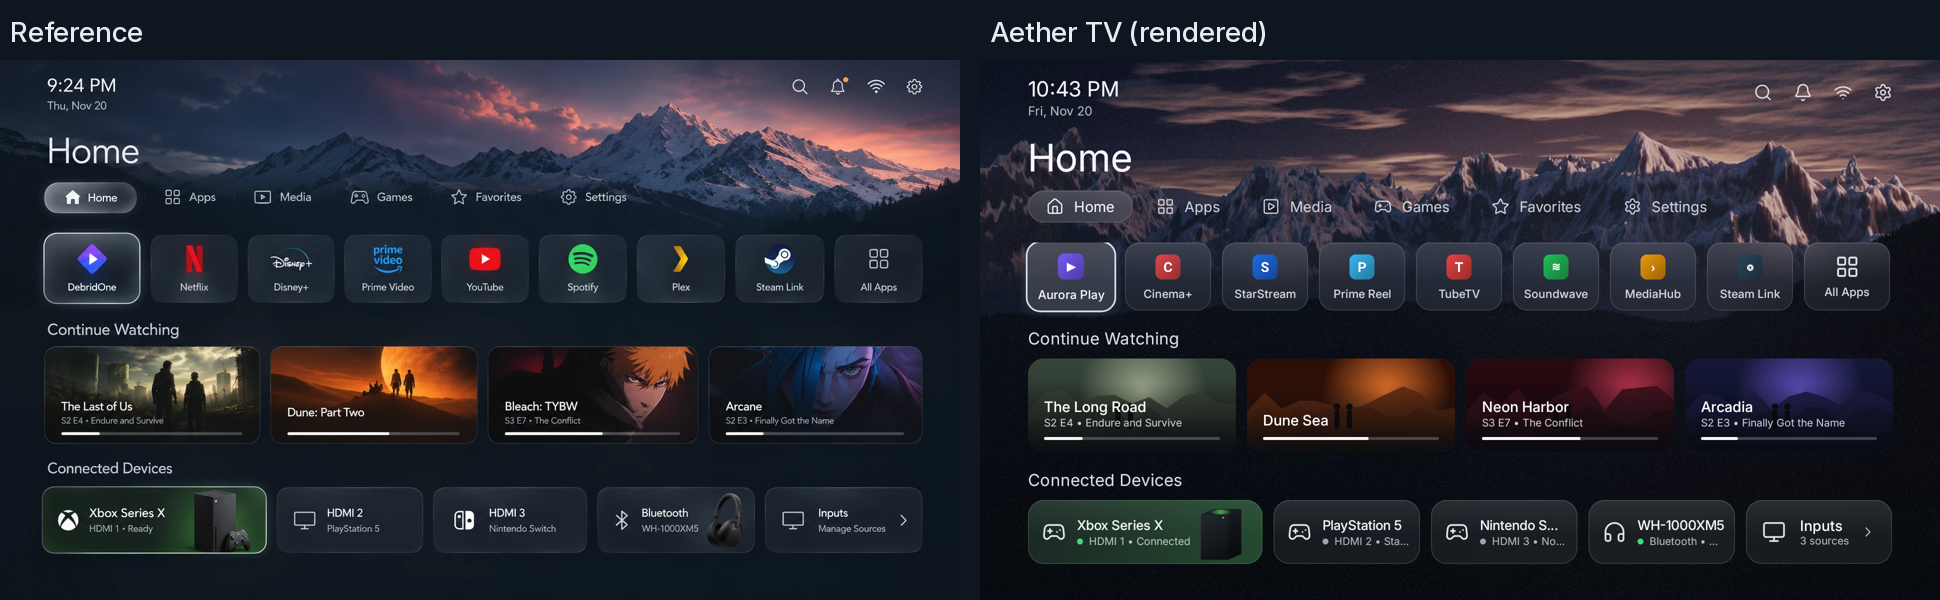 Reference
9:24 PM
Thu, Nov 20
Home
Home Apps Media Games Favorites Settings
DebridOne
Netflix
Disney+
Disney+
prime video
Prime Video
YouTube
Spotify
Plex
Steam Link
All Apps
Continue Watching
The Last of Us
S2 E4 • Endure and Survive
Dune: Part Two
Bleach: TYBW
S3 E7 • The Conflict
Arcane
S2 E3 • Finally Got the Name
Connected Devices
Xbox Series X
HDMI 1 • Ready
HDMI 2
PlayStation 5
HDMI 3
Nintendo Switch
Bluetooth
WH-1000XM5
Inputs
Manage Sources
Aether TV (rendered)
10:43 PM
Fri, Nov 20
Home
Home Apps Media Games Favorites Settings
Aurora Play
C
Cinema+
S
StarStream
P
Prime Reel
T
TubeTV
Soundwave
MediaHub
Steam Link
All Apps
Continue Watching
The Long Road
S2 E4 • Endure and Survive
Dune Sea
Neon Harbor
S3 E7 • The Conflict
Arcadia
S2 E3 • Finally Got the Name
Connected Devices
Xbox Series X
HDMI 1 • Connected
PlayStation 5
HDMI 2 • Sta...
Nintendo S...
HDMI 3 • No...
WH-1000XM5
Bluetooth • ...
Inputs
3 sources